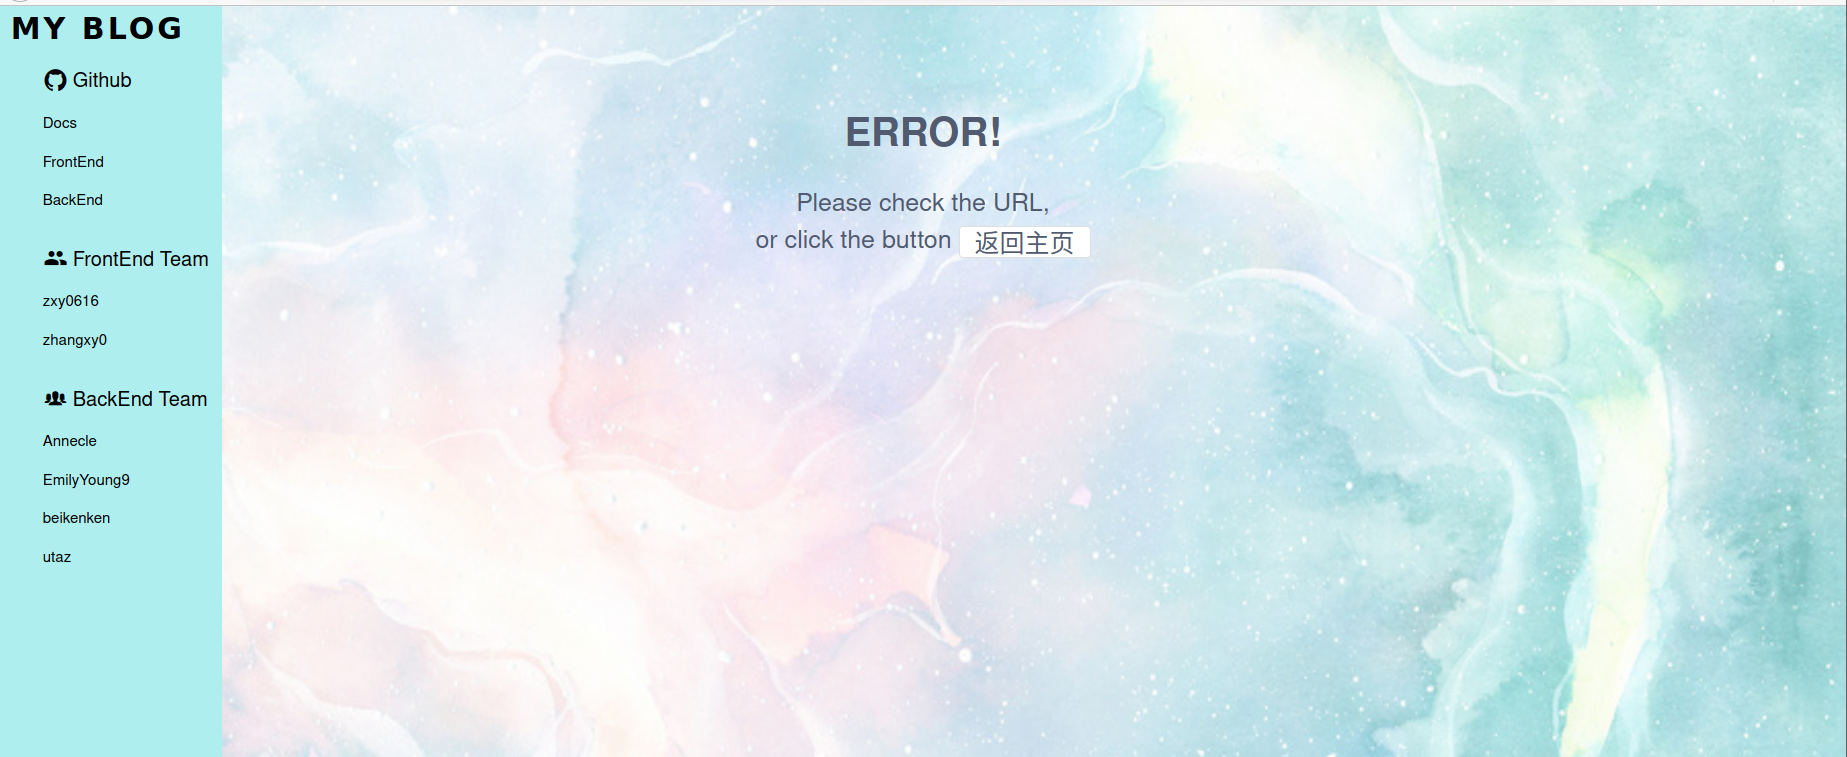 MY BLOG
Github
Docs
FrontEnd
BackEnd
FrontEnd Team
zxy0616
zhangxy0
BackEnd Team
Annecle
EmilyYoung9
beikenken
utaz
ERROR!
Please check the URL,
or click the button 返回主页